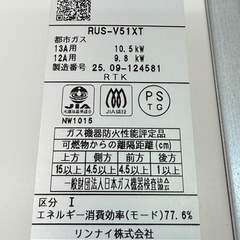 RUS-V51XT
都市ガス
13A用 10.5kW
12A用 9.8kW
製造番号 25.09-124581
RTK
JIA
JIA認証
PS
TG
NW1015
ガス機器防火性能評定品
可燃物からの離隔距離(cm)
上方 側方 前方 後方
15以上 4.5以上 4.5以上 1以上
一般財団法人日本ガス機器検査協会
区分 I
エネルギー消費効率(モード)77.6%
リンナイ株式会社